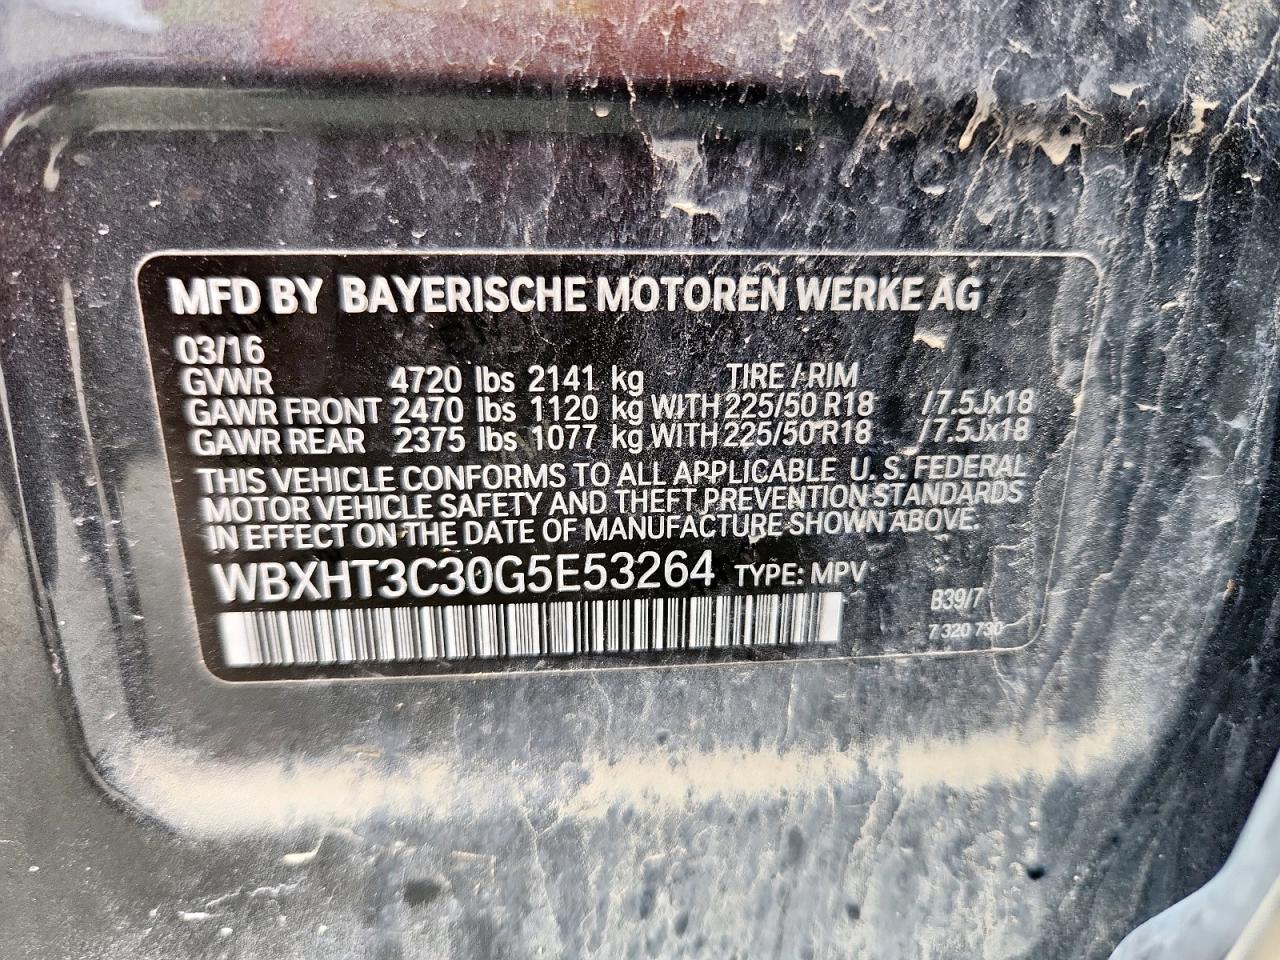 MFD BY BAYERISCHE MOTOREN WERKE AG
03/16
GVWR 4720 lbs 2141 kg TIRE / RIM
GAWR FRONT 2470 lbs 1120 kg WITH 225/50 R18 / 7.5Jx18
GAWR REAR 2375 lbs 1077 kg WITH 225/50 R18 / 7.5Jx18
THIS VEHICLE CONFORMS TO ALL APPLICABLE U. S. FEDERAL
MOTOR VEHICLE SAFETY AND THEFT PREVENTION STANDARDS
IN EFFECT ON THE DATE OF MANUFACTURE SHOWN ABOVE.
WBXHT3C30G5E53264 TYPE: MPV
B39/7
7 320 730